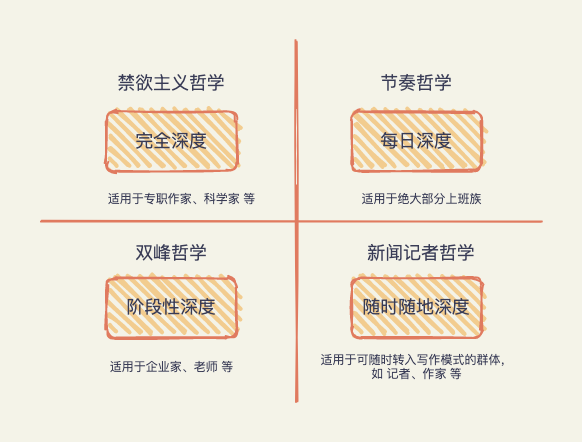 禁欲主义哲学
完全深度
适用于专职作家、科学家 等
节奏哲学
每日深度
适用于绝大部分上班族
双峰哲学
阶段性深度
适用于企业家、老师 等
新闻记者哲学
随时随地深度
适用于可随时转入写作模式的群体，
如 记者、作家 等